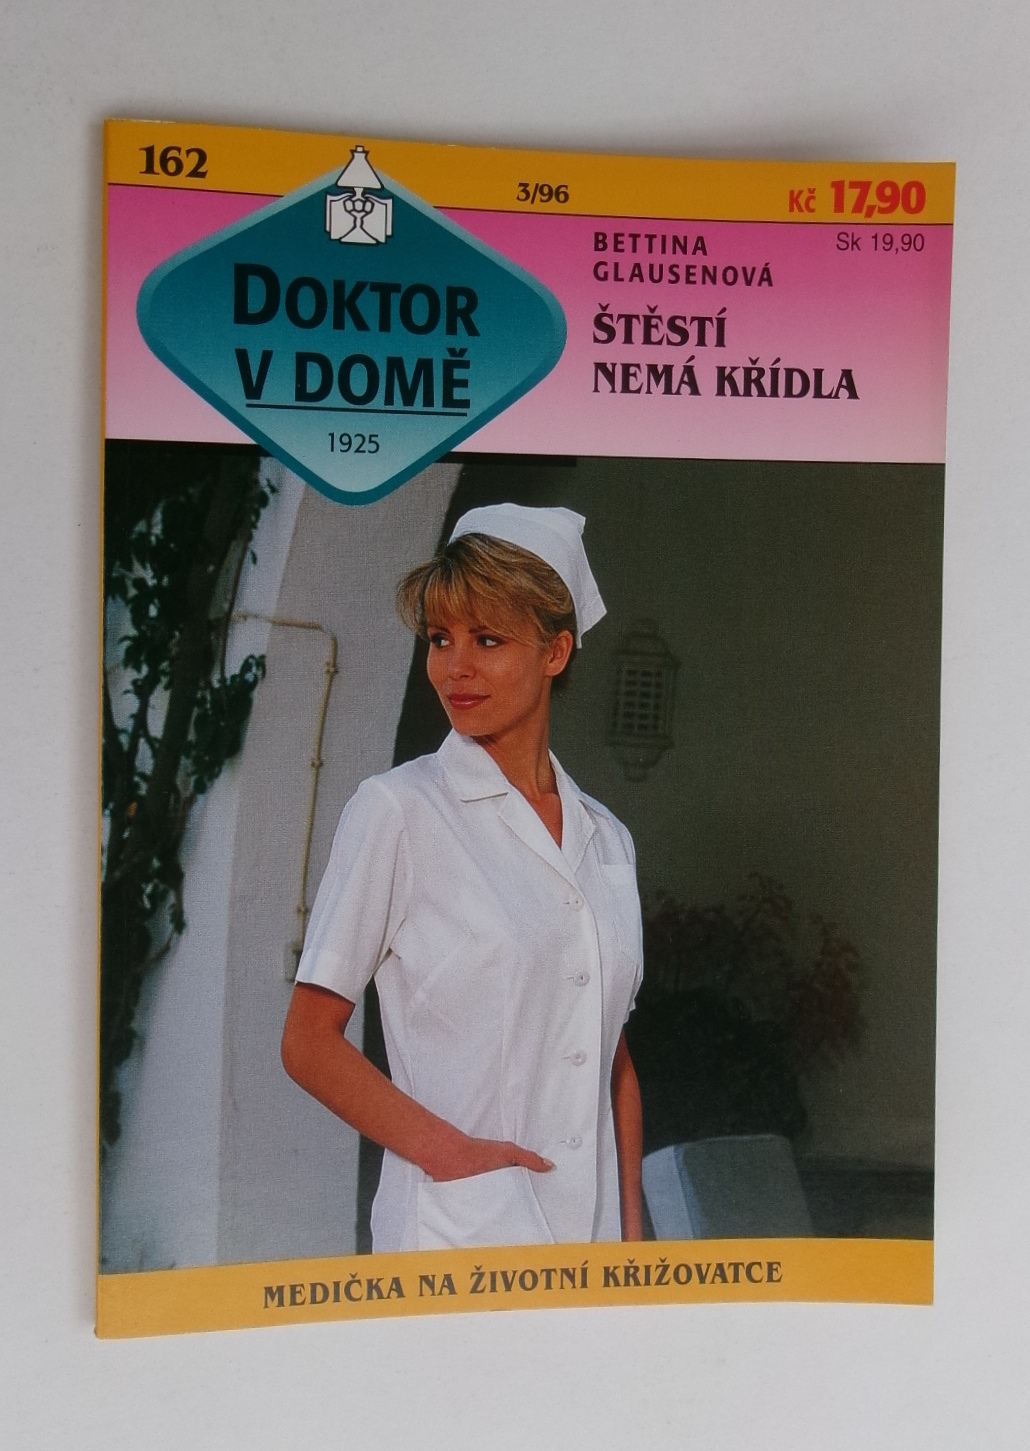 162
3/96
Kč 17,90
Sk 19,90
DOKTOR
V DOMĚ
1925
BETTINA
GLAUSENOVÁ
ŠTĚSTÍ
NEMÁ KŘÍDLA
MEDIČKA NA ŽIVOTNÍ KŘIŽOVATCE